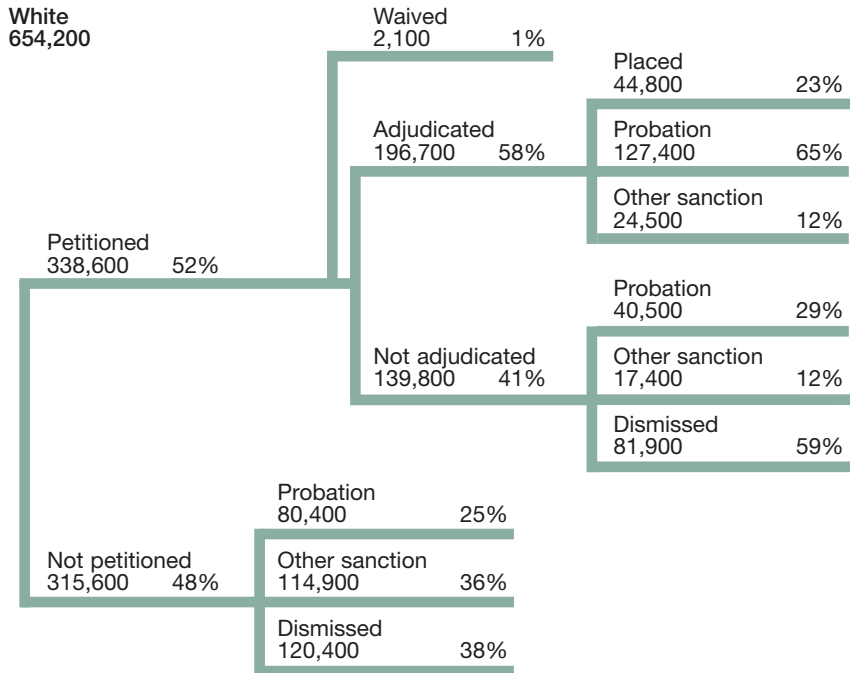 White
654,200
Waived
2,100 1%
Placed
44,800 23%
Adjudicated
196,700 58%
Probation
127,400 65%
Other sanction
24,500 12%
Petitioned
338,600 52%
Probation
40,500 29%
Not adjudicated
139,800 41%
Other sanction
17,400 12%
Dismissed
81,900 59%
Probation
80,400 25%
Not petitioned
315,600 48%
Other sanction
114,900 36%
Dismissed
120,400 38%